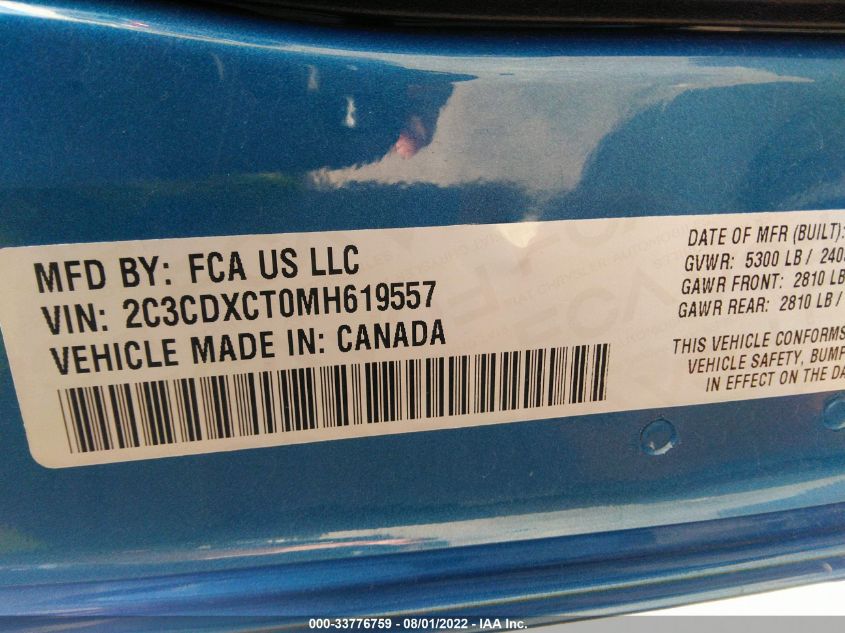 MFD BY: FCA US LLC
VIN: 2C3CDXCT0MH619557
VEHICLE MADE IN: CANADA
DATE OF MFR (BUILT):
GVWR: 5300 LB / 240
GAWR FRONT: 2810 LB
GAWR REAR: 2810 LB /
THIS VEHICLE CONFORMS
VEHICLE SAFETY, BUMP
IN EFFECT ON THE DA
000-33776759 - 08/01/2022 - IAA Inc.